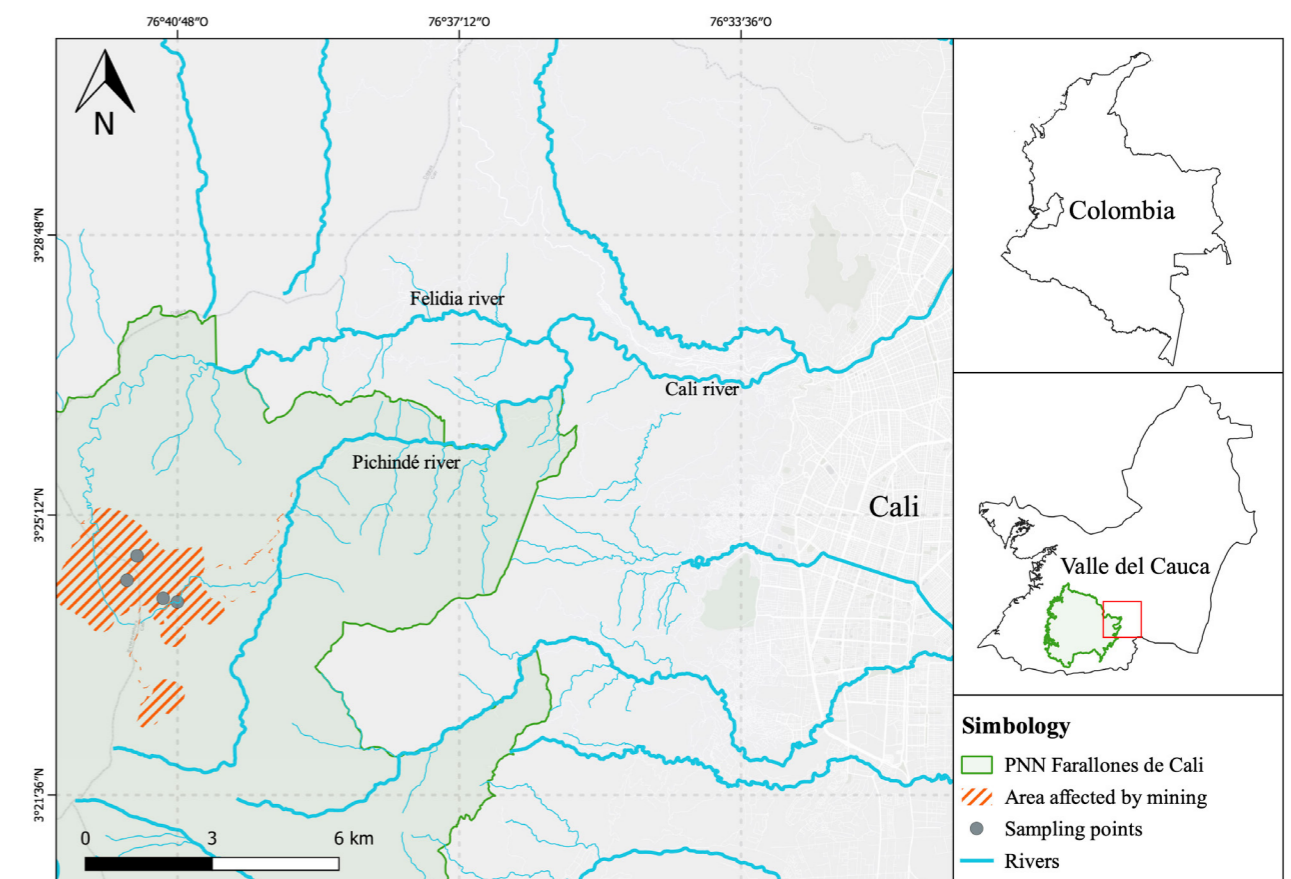 76°40'48"O
76°37'12"O
76°33'36"O
N
3°28'48"N
Felidia river
Cali river
Pichindé river
3°25'12"N
Cali
3°21'36"N
0 3 6 km
Colombia
Valle del Cauca
Simbology
PNN Farallones de Cali
Area affected by mining
Sampling points
Rivers